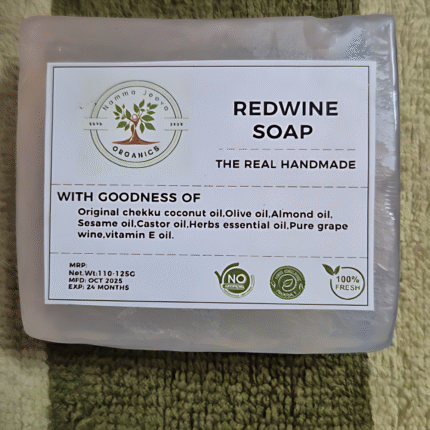 Namma Jeeva
ORGANICS
REDWINE
SOAP
THE REAL HANDMADE
WITH GOODNESS OF
Original chekku coconut oil,Olive oil,Almond oil,
Sesame oil,Castor oil,Herbs essential oil,Pure grape
wine,vitamin E oil.
MRP:
Net.Wt:110-125G
MFD: OCT 2025
EXP: 24 MONTHS
NO
100%
FRESH